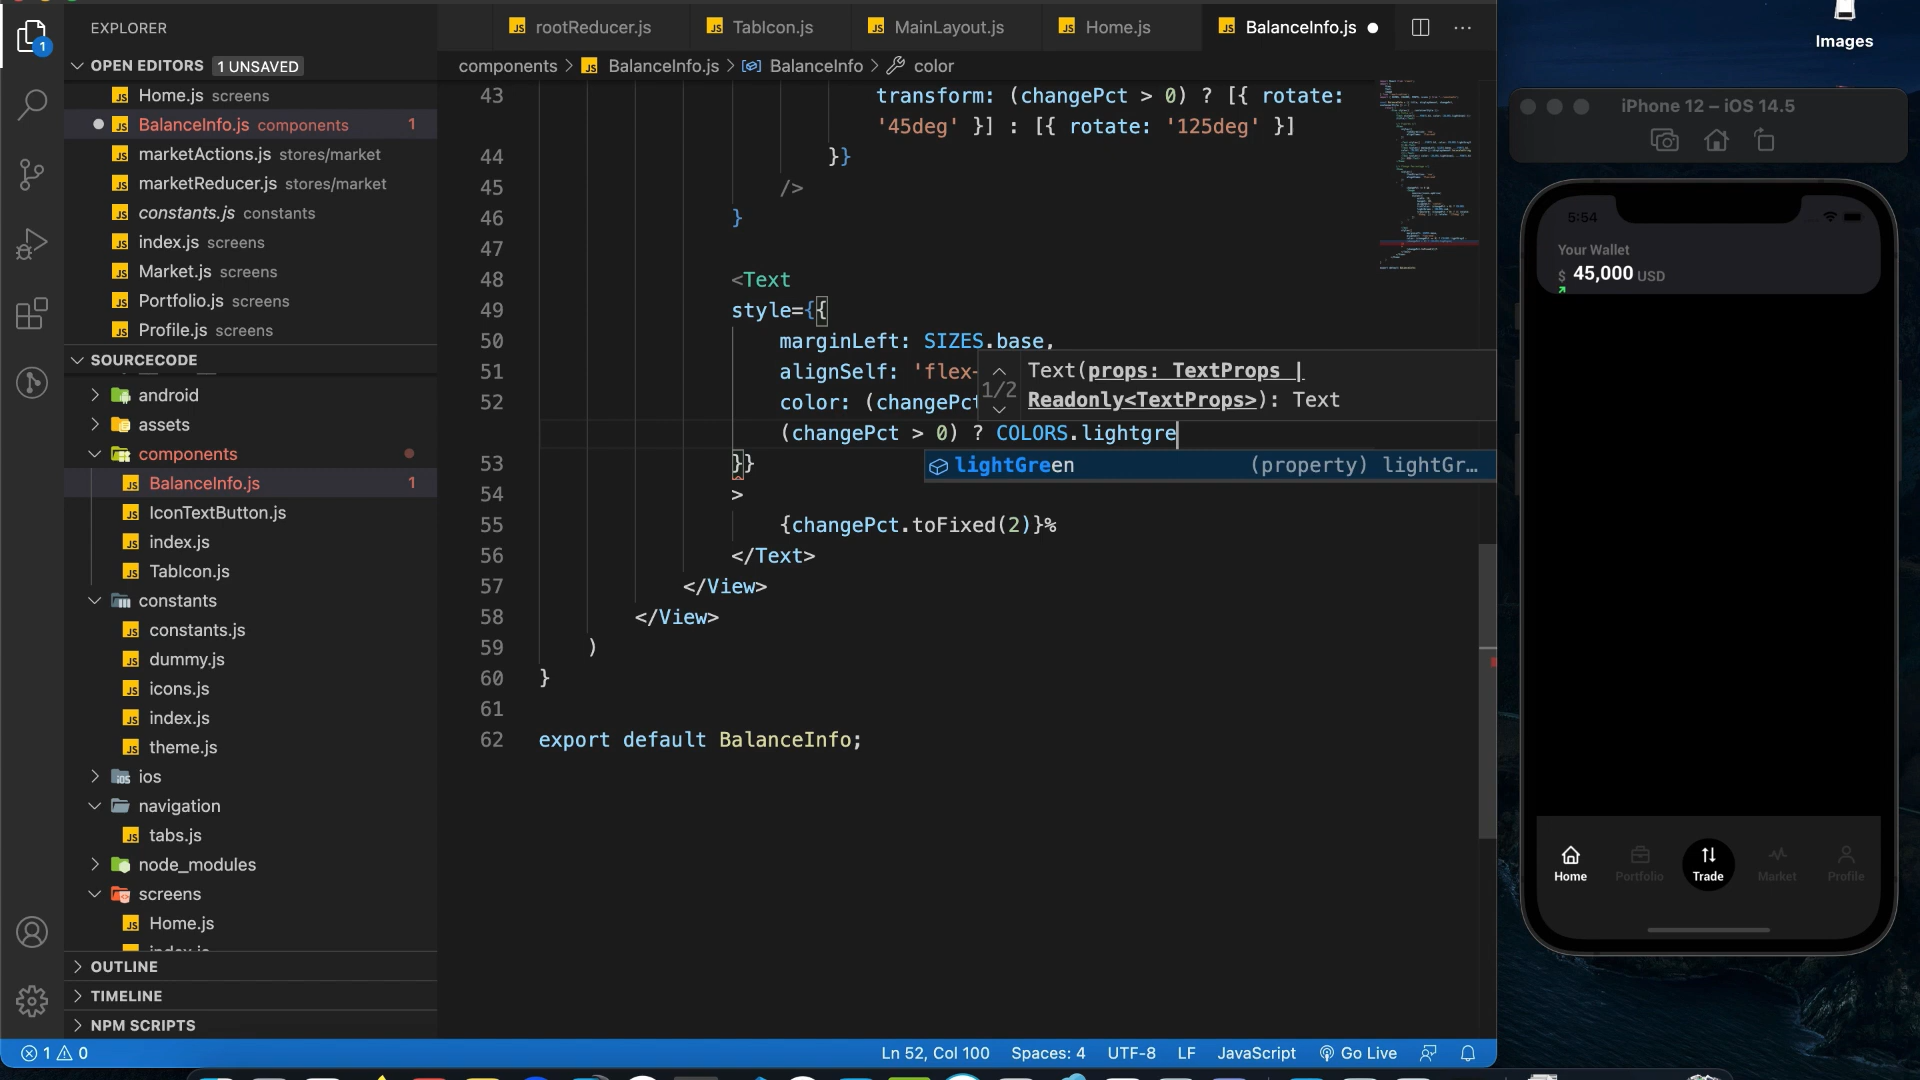 EXPLORER
OPEN EDITORS 1 UNSAVED
Home.js screens
BalanceInfo.js components 1
marketActions.js stores/market
marketReducer.js stores/market
constants.js constants
index.js screens
Market.js screens
Portfolio.js screens
Profile.js screens
SOURCECODE
android
assets
components
BalanceInfo.js 1
IconTextButton.js
index.js
TabIcon.js
constants
constants.js
dummy.js
icons.js
index.js
theme.js
ios
navigation
tabs.js
node_modules
screens
Home.js
index.js
OUTLINE
TIMELINE
NPM SCRIPTS
rootReducer.js TabIcon.js MainLayout.js Home.js BalanceInfo.js
components > BalanceInfo.js > BalanceInfo > color
43 transform: (changePct > 0) ? [{ rotate:
'45deg' }] : [{ rotate: '125deg' }]
44 }}
45 />
46 }
47
48 <Text
49 style={{
50 marginLeft: SIZES.base,
51 alignSelf: 'flex-
52 color: (changePct
(changePct > 0) ? COLORS.lightgre
53 }}
54 >
55 {changePct.toFixed(2)}%
56 </Text>
57 </View>
58 </View>
59 )
60 }
61
62 export default BalanceInfo;
1/2
Text(props: TextProps |
Readonly<TextProps>): Text
lightGreen (property) lightGr…
1 0
Ln 52, Col 100 Spaces: 4 UTF-8 LF JavaScript Go Live
Images
iPhone 12 – iOS 14.5
5:54
Your Wallet
$ 45,000 USD
Home Portfolio Trade Market Profile